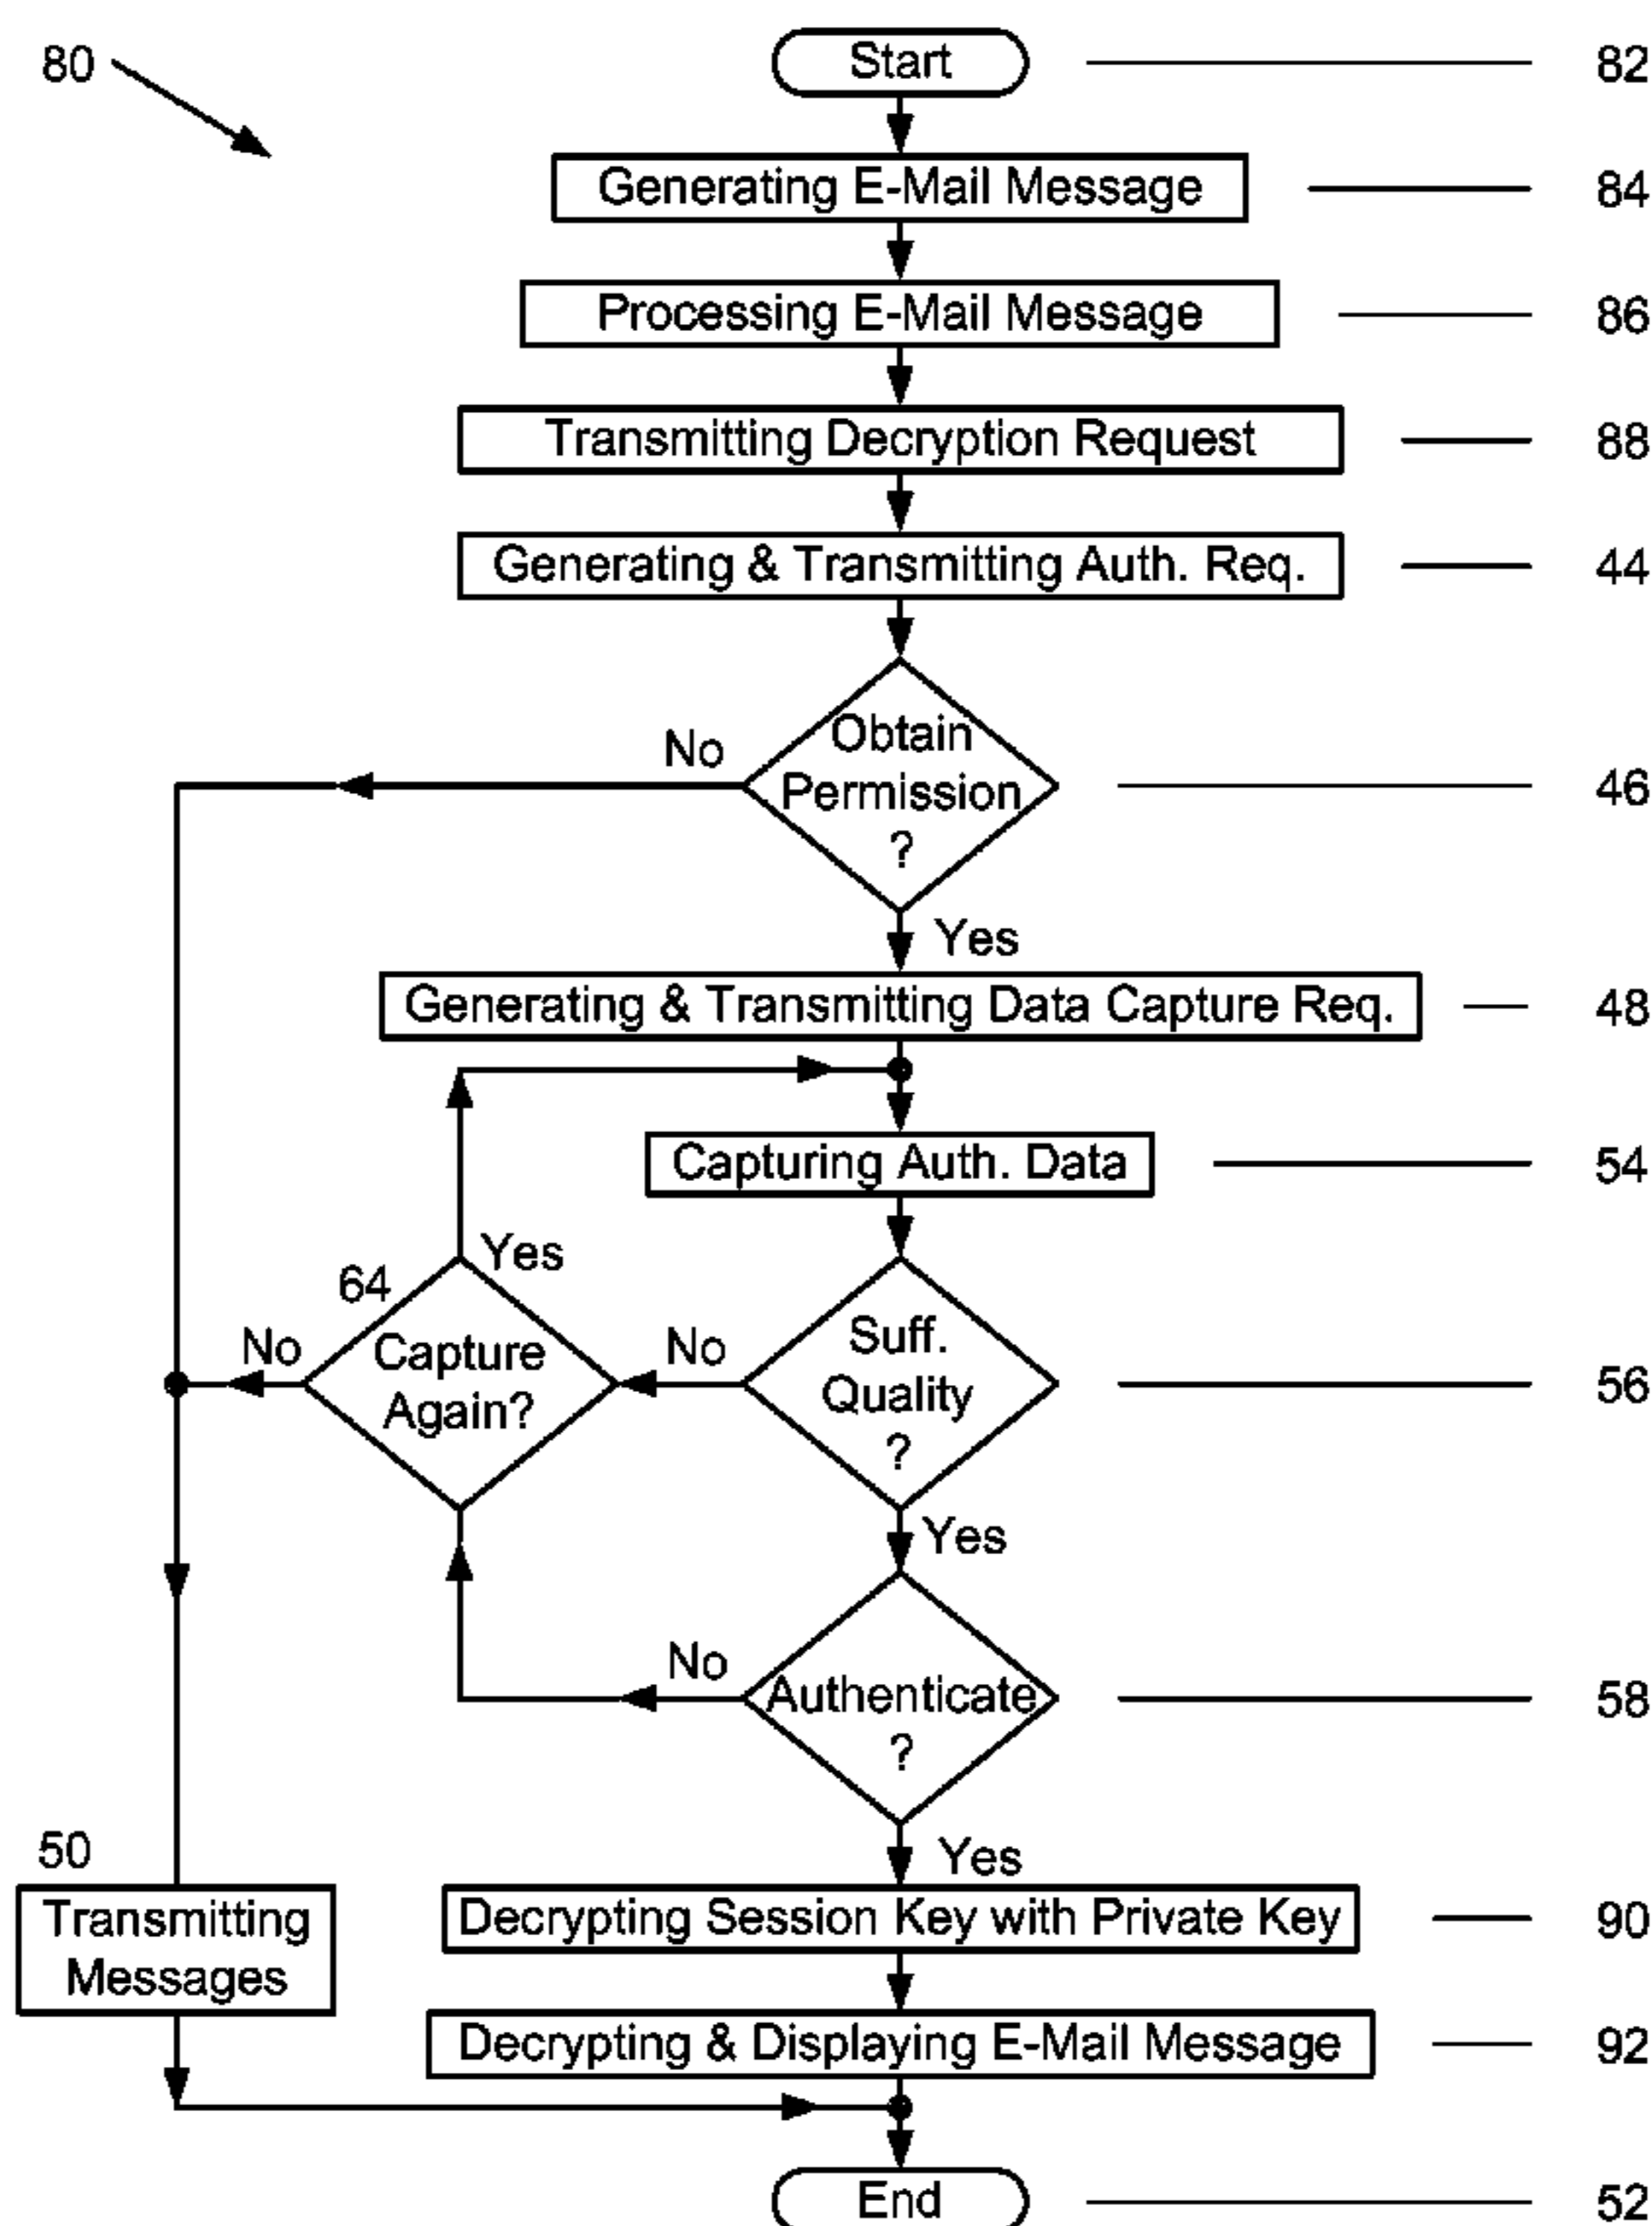 80
Start
82
Generating E-Mail Message
84
Processing E-Mail Message
86
Transmitting Decryption Request
88
Generating & Transmitting Auth. Req.
44
No
Obtain
Permission
?
46
Yes
Generating & Transmitting Data Capture Req.
48
Capturing Auth. Data
54
Yes
64
No
Capture
Again?
No
Suff.
Quality
?
56
Yes
No
Authenticate
?
58
Yes
50
Transmitting
Messages
Decrypting Session Key with Private Key
90
Decrypting & Displaying E-Mail Message
92
End
52